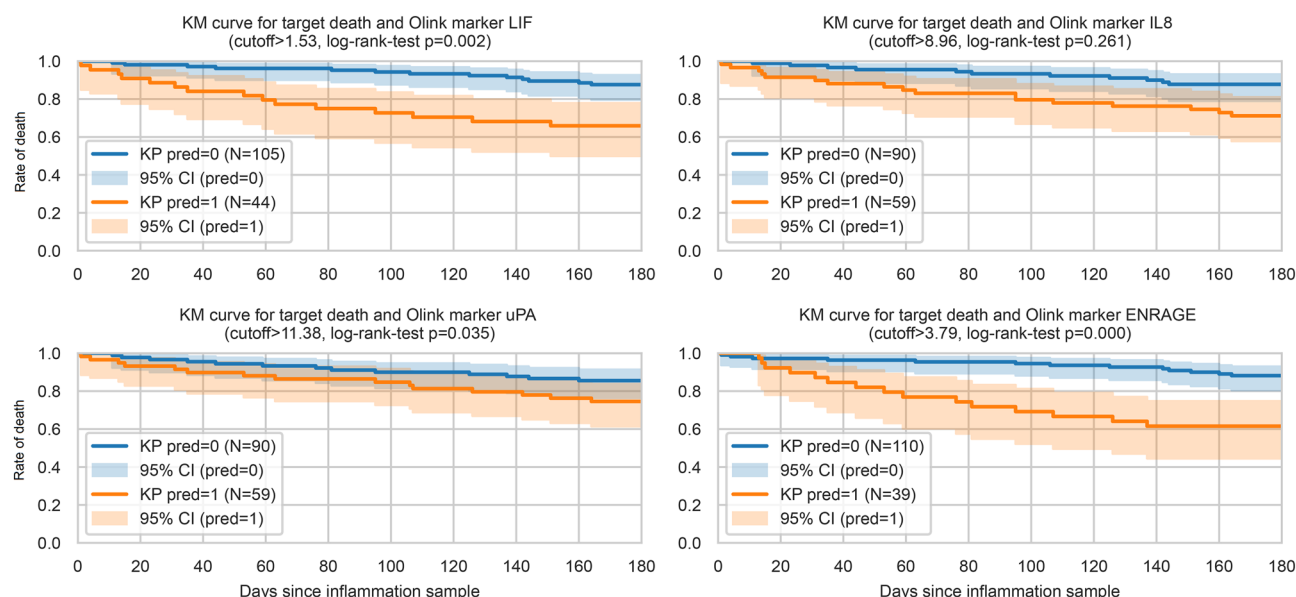 KM curve for target death and Olink marker LIF
(cutoff>1.53, log-rank-test p=0.002)
Rate of death
1.0
0.8
0.6
0.4
0.2
0.0
KP pred=0 (N=105)
95% CI (pred=0)
KP pred=1 (N=44)
95% CI (pred=1)
0 20 40 60 80 100 120 140 160 180
KM curve for target death and Olink marker IL8
(cutoff>8.96, log-rank-test p=0.261)
1.0
0.8
0.6
0.4
0.2
0.0
KP pred=0 (N=90)
95% CI (pred=0)
KP pred=1 (N=59)
95% CI (pred=1)
0 20 40 60 80 100 120 140 160 180
KM curve for target death and Olink marker uPA
(cutoff>11.38, log-rank-test p=0.035)
Rate of death
1.0
0.8
0.6
0.4
0.2
0.0
KP pred=0 (N=90)
95% CI (pred=0)
KP pred=1 (N=59)
95% CI (pred=1)
0 20 40 60 80 100 120 140 160 180
Days since inflammation sample
KM curve for target death and Olink marker ENRAGE
(cutoff>3.79, log-rank-test p=0.000)
1.0
0.8
0.6
0.4
0.2
0.0
KP pred=0 (N=110)
95% CI (pred=0)
KP pred=1 (N=39)
95% CI (pred=1)
0 20 40 60 80 100 120 140 160 180
Days since inflammation sample